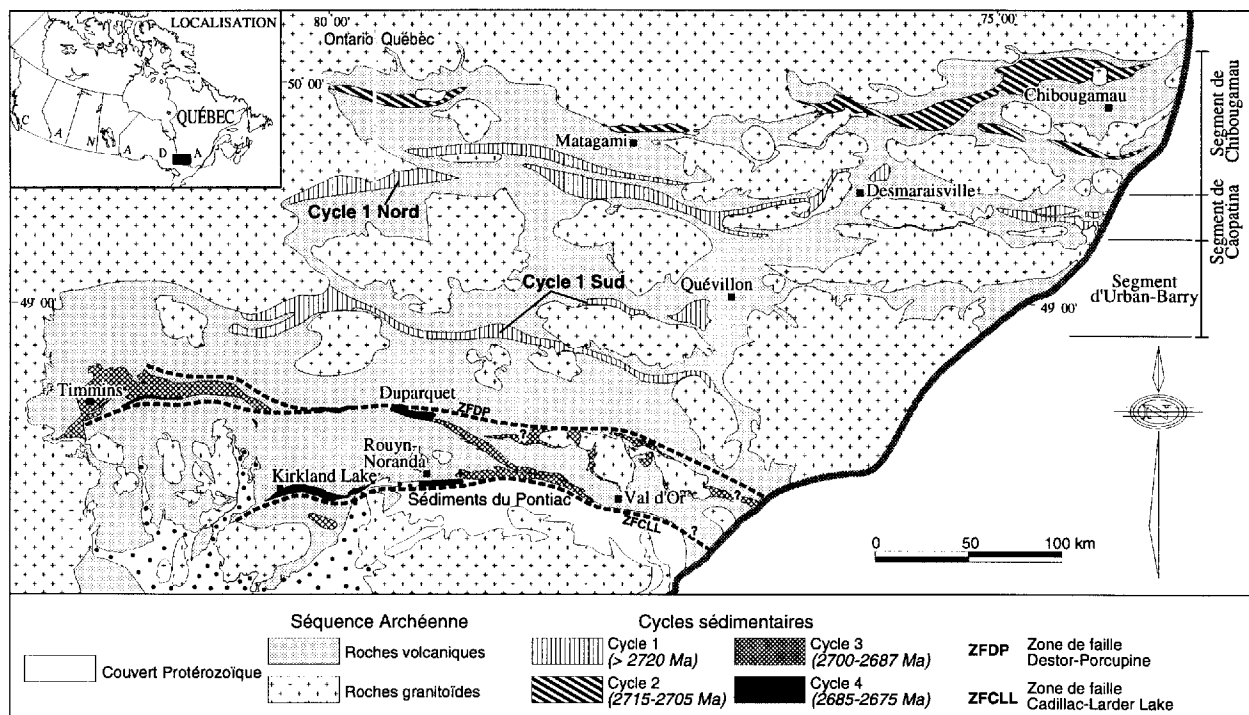 LOCALISATION
QUÉBEC
C
A
N
A
D
A
80° 00'
75° 00'
Ontario Québec
50° 00'
Chibougamau
Matagami
Desmaraisville
Cycle 1 Nord
Cycle 1 Sud
Quévillon
49° 00'
49° 00'
Segment de
Chibougamau
Segment de
Caopatina
Segment
d'Urban-Barry
Timmins
Duparquet
ZFDP
Rouyn-
Noranda
Kirkland Lake
Sédiments du Pontiac
Val d'Or
ZFCLL
?
?
?
?
?
N
0 50 100 km
Séquence Archéenne
Cycles sédimentaires
Couvert Protérozoïque
Roches volcaniques
Roches granitoïdes
Cycle 1
(> 2720 Ma)
Cycle 2
(2715-2705 Ma)
Cycle 3
(2700-2687 Ma)
Cycle 4
(2685-2675 Ma)
ZFDP Zone de faille
Destor-Porcupine
ZFCLL Zone de faille
Cadillac-Larder Lake